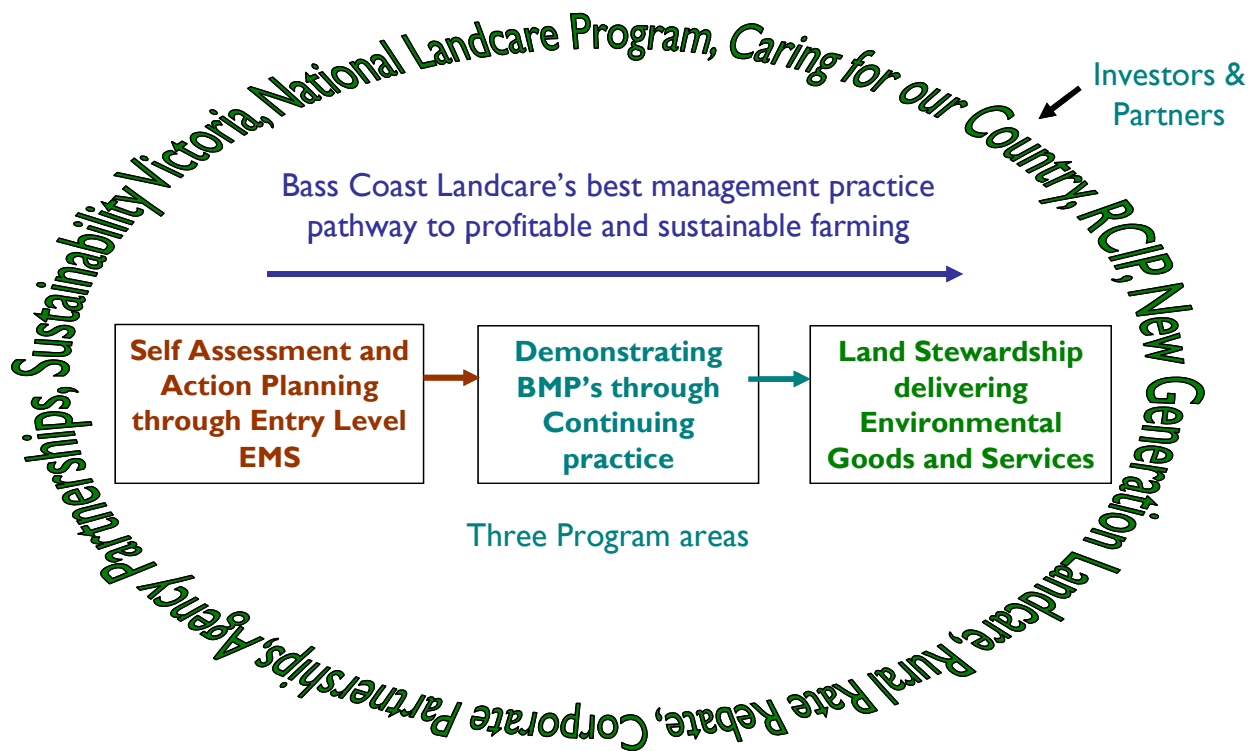 Sustainability Victoria, National Landcare Program, Caring for our Country, RCIP, New Generation Landcare, Rural Rate Rebate, Corporate Partnerships, Agency Partnerships,
Investors &
Partners
Bass Coast Landcare's best management practice
pathway to profitable and sustainable farming
Self Assessment and
Action Planning
through Entry Level
EMS
Demonstrating
BMP's through
Continuing
practice
Land Stewardship
delivering
Environmental
Goods and Services
Three Program areas